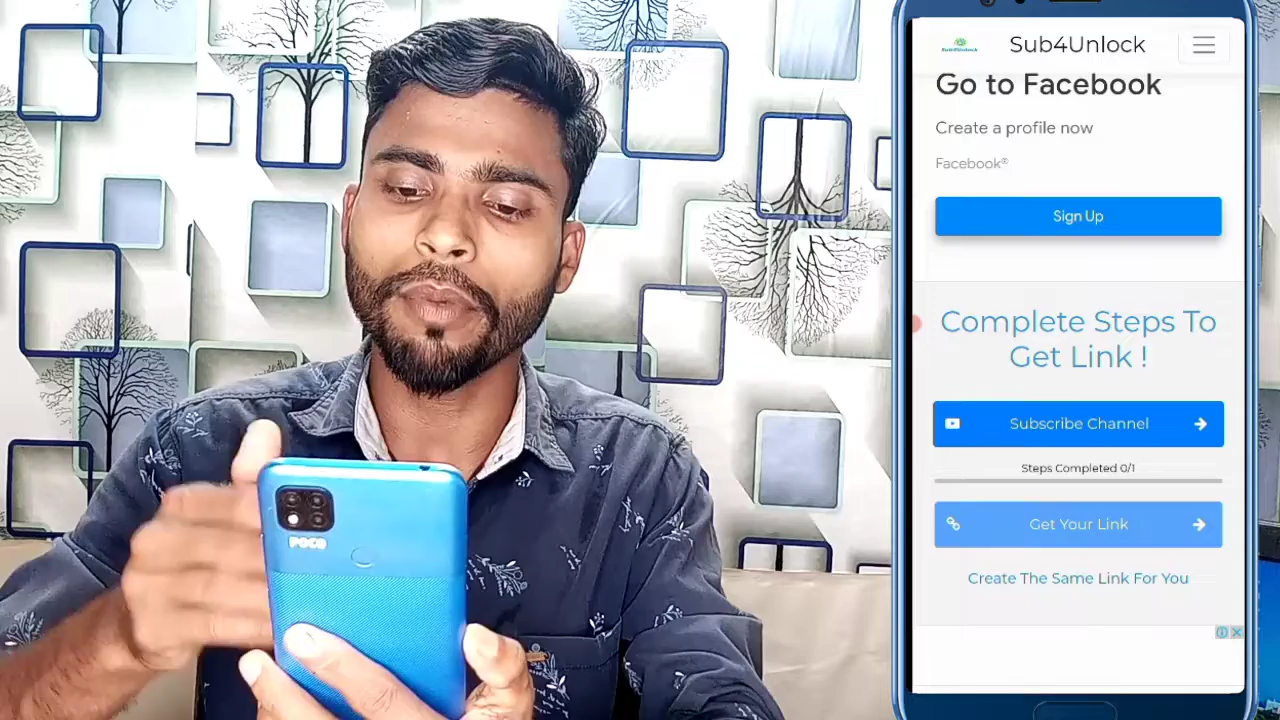 Sub4Unlock
Sub4Unlock
Go to Facebook
Create a profile now
Facebook®
Sign Up
Complete Steps To
Get Link !
Subscribe Channel
Steps Completed 0/1
Get Your Link
Create The Same Link For You
POCO